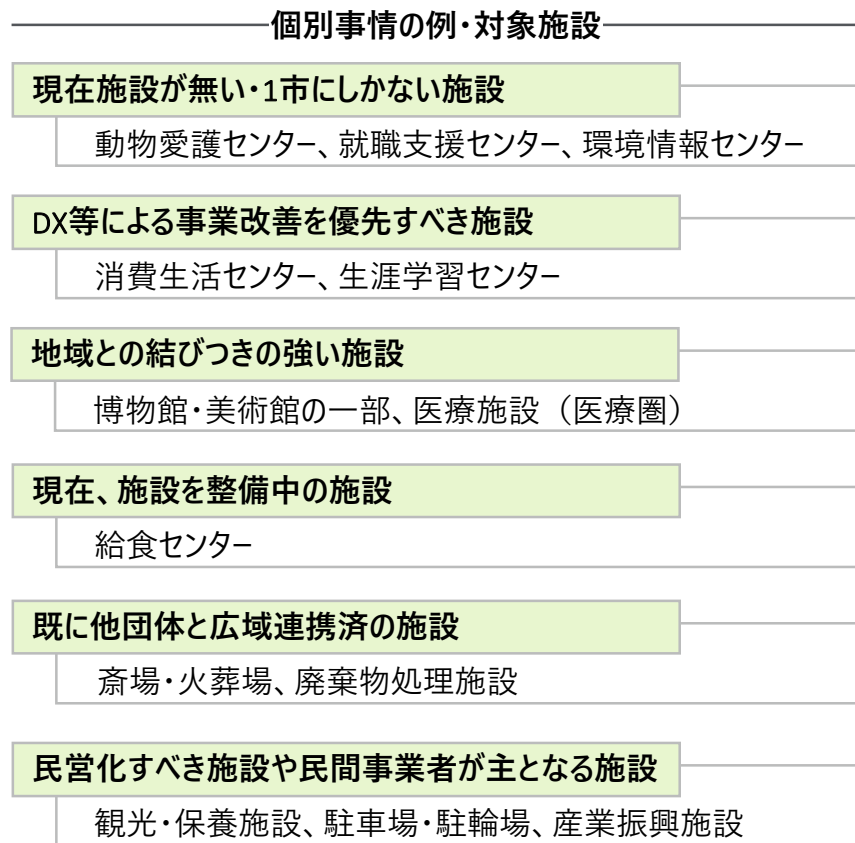 個別事情の例・対象施設
現在施設が無い・1市にしかない施設
動物愛護センター、就職支援センター、環境情報センター
DX等による事業改善を優先すべき施設
消費生活センター、生涯学習センター
地域との結びつきの強い施設
博物館・美術館の一部、医療施設（医療圏）
現在、施設を整備中の施設
給食センター
既に他団体と広域連携済の施設
斎場・火葬場、廃棄物処理施設
民営化すべき施設や民間事業者が主となる施設
観光・保養施設、駐車場・駐輪場、産業振興施設